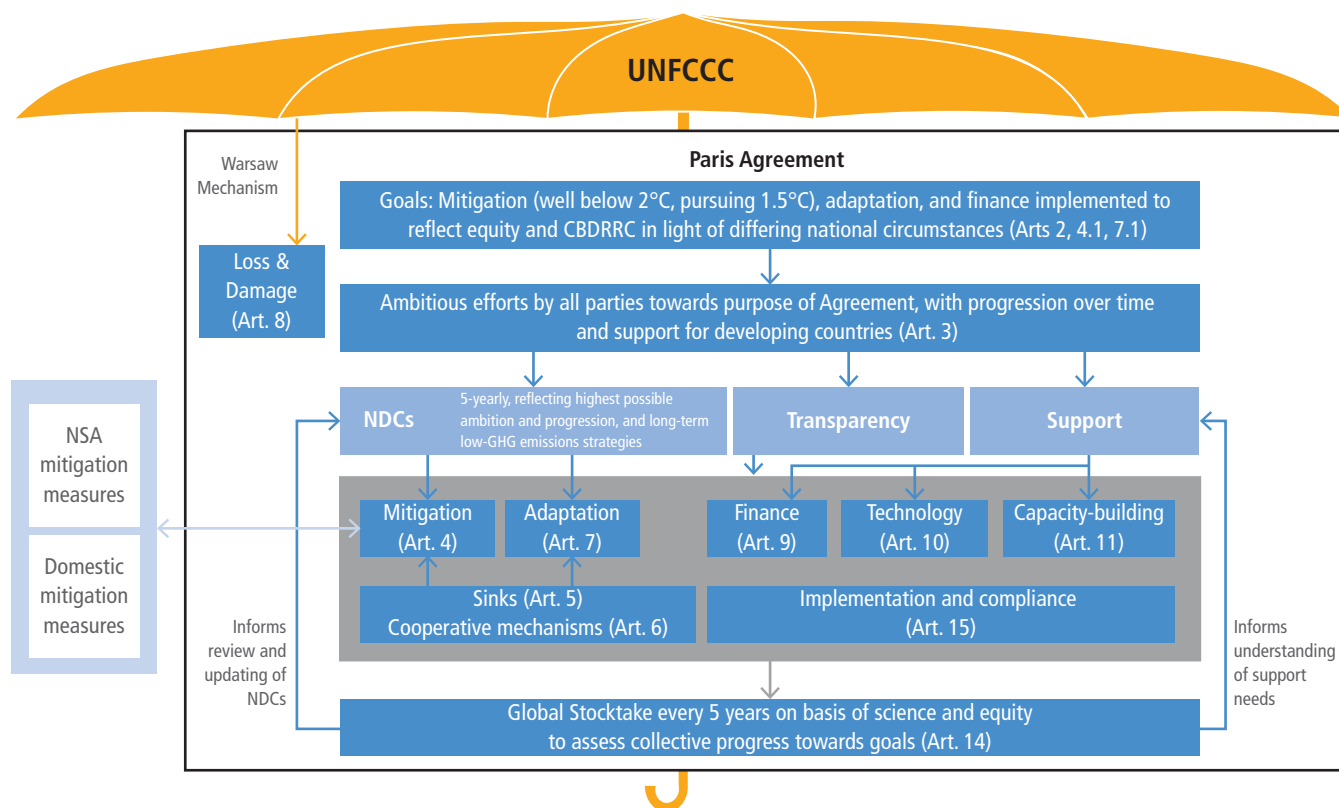 UNFCCC
Warsaw
Mechanism
Paris Agreement
Goals: Mitigation (well below 2°C, pursuing 1.5°C), adaptation, and finance implemented to
reflect equity and CBDRRC in light of differing national circumstances (Arts 2, 4.1, 7.1)
Loss &
Damage
(Art. 8)
Ambitious efforts by all parties towards purpose of Agreement, with progression over time
and support for developing countries (Art. 3)
NDCs
5-yearly, reflecting highest possible
ambition and progression, and long-term
low-GHG emissions strategies
Transparency
Support
NSA
mitigation
measures
Domestic
mitigation
measures
Mitigation
(Art. 4)
Adaptation
(Art. 7)
Finance
(Art. 9)
Technology
(Art. 10)
Capacity-building
(Art. 11)
Sinks (Art. 5)
Cooperative mechanisms (Art. 6)
Implementation and compliance
(Art. 15)
Informs
review and
updating of
NDCs
Informs
understanding
of support
needs
Global Stocktake every 5 years on basis of science and equity
to assess collective progress towards goals (Art. 14)